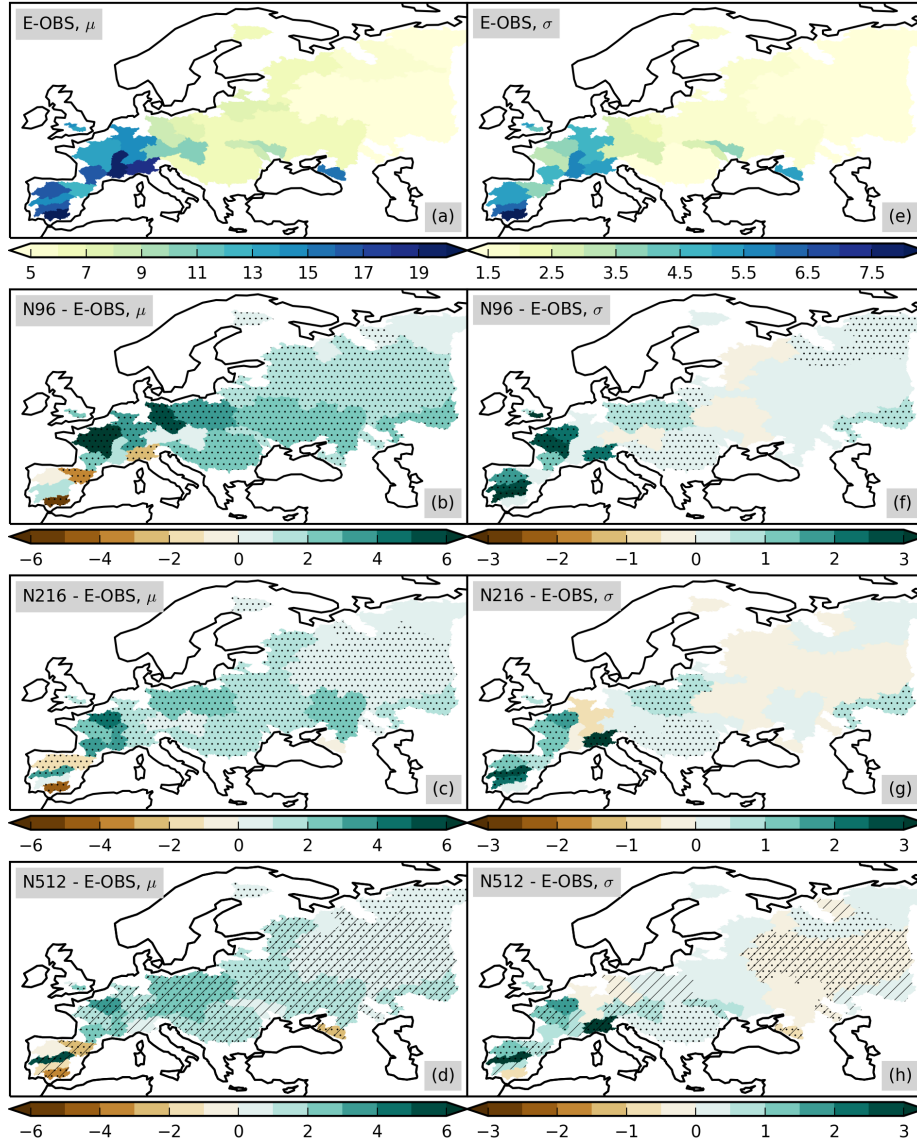 E-OBS, μ
(a)
5 7 9 11 13 15 17 19
E-OBS, σ
(e)
1.5 2.5 3.5 4.5 5.5 6.5 7.5
N96 - E-OBS, μ
(b)
−6 −4 −2 0 2 4 6
N96 - E-OBS, σ
(f)
−3 −2 −1 0 1 2 3
N216 - E-OBS, μ
(c)
−6 −4 −2 0 2 4 6
N216 - E-OBS, σ
(g)
−3 −2 −1 0 1 2 3
N512 - E-OBS, μ
(d)
−6 −4 −2 0 2 4 6
N512 - E-OBS, σ
(h)
−3 −2 −1 0 1 2 3